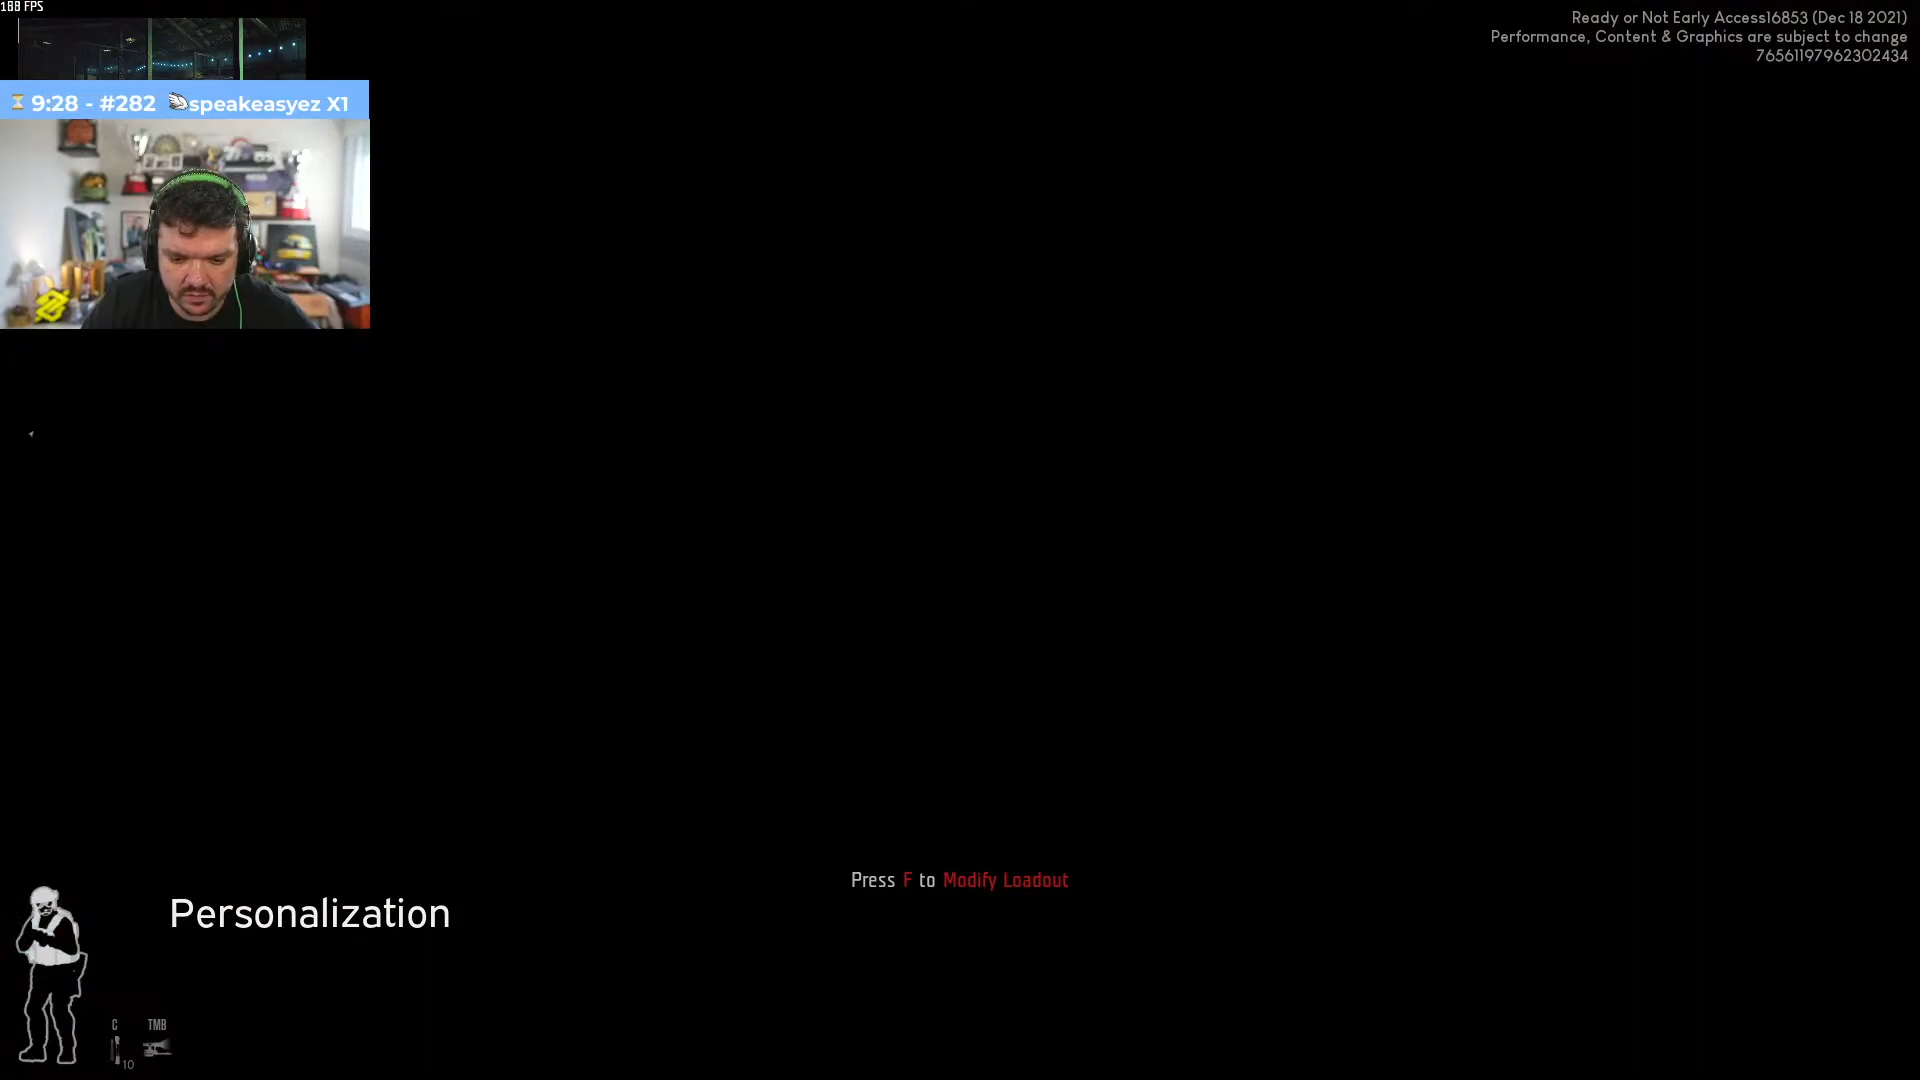 188 FPS
Ready or Not Early Access16853 (Dec 18 2021)
Performance, Content & Graphics are subject to change
76561197962302434
9:28 - #282 speakeasyez X1
Press F to Modify Loadout
Personalization
C TMB
10